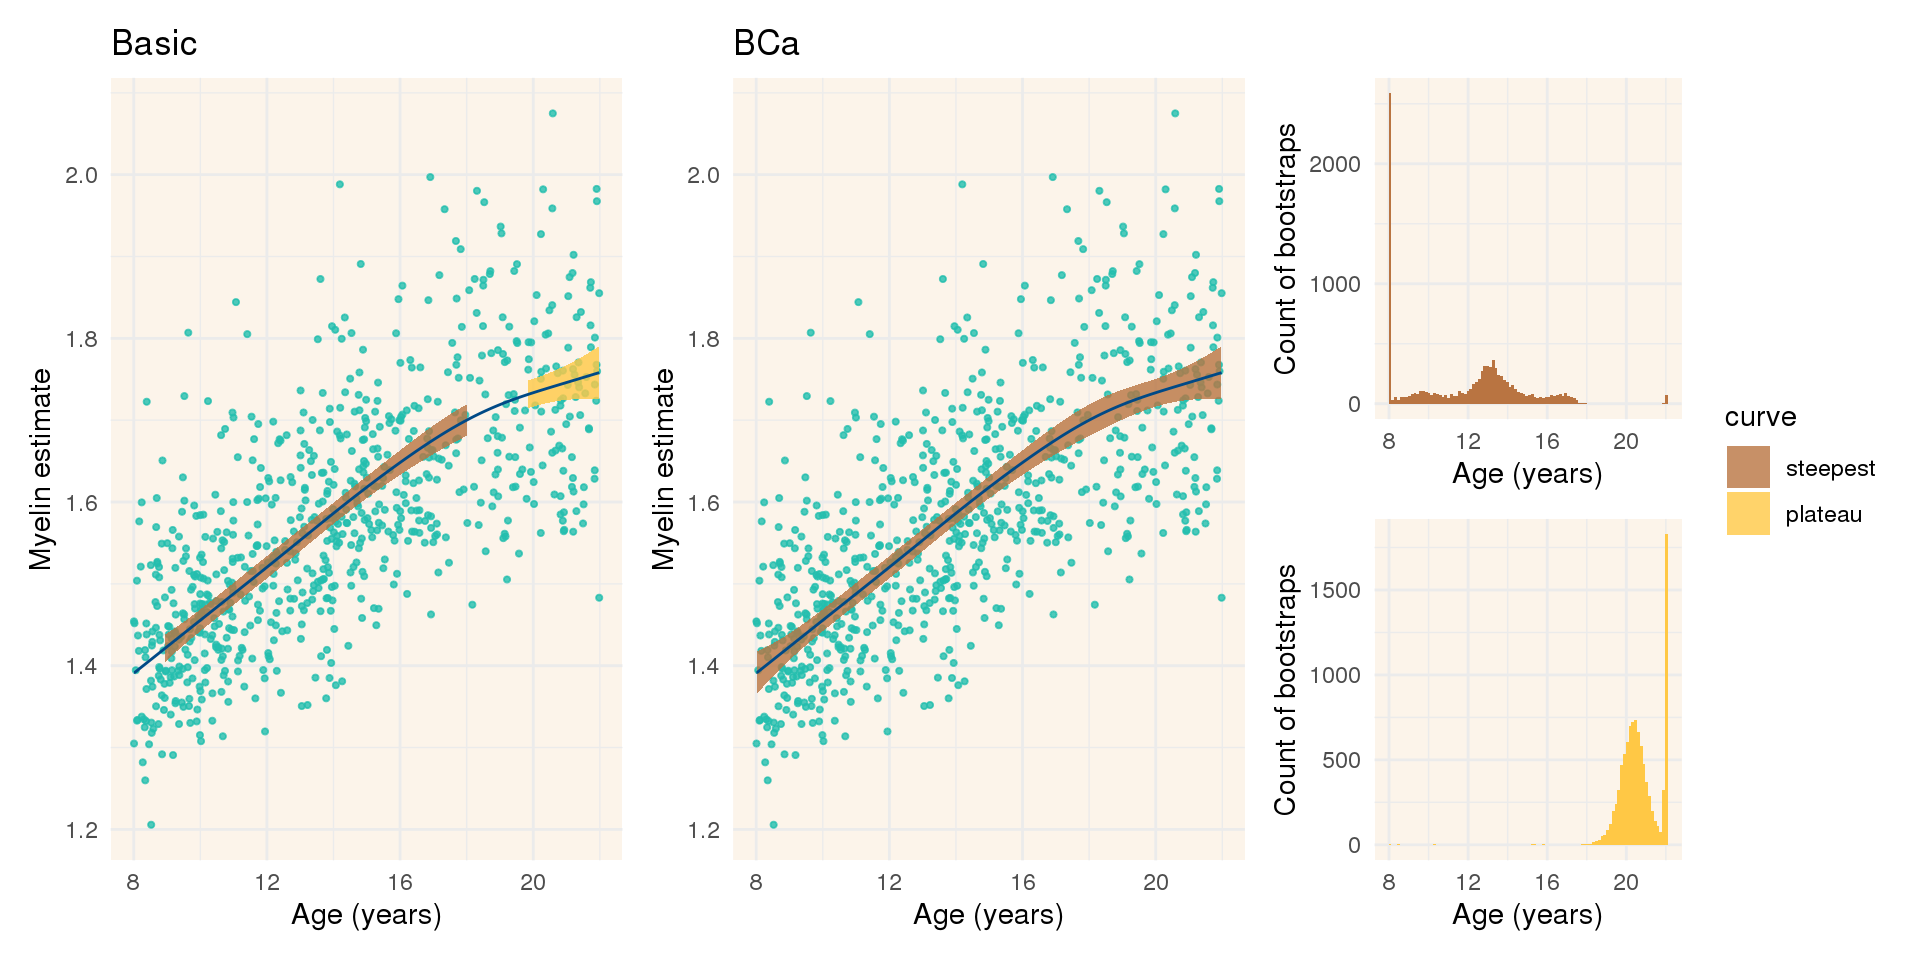 Basic
2.0
1.8
1.6
1.4
1.2
Myelin estimate
8 12 16 20
Age (years)
BCa
2.0
1.8
1.6
1.4
1.2
Myelin estimate
8 12 16 20
Age (years)
2000
1000
0
Count of bootstraps
8 12 16 20
Age (years)
1500
1000
500
0
Count of bootstraps
8 12 16 20
Age (years)
curve
steepest
plateau